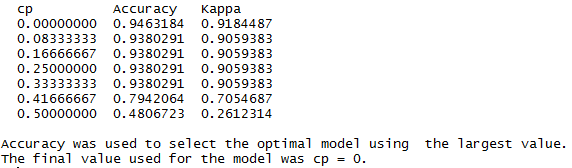 cp Accuracy Kappa
0.00000000 0.9463184 0.9184487
0.08333333 0.9380291 0.9059383
0.16666667 0.9380291 0.9059383
0.25000000 0.9380291 0.9059383
0.33333333 0.9380291 0.9059383
0.41666667 0.7942064 0.7054687
0.50000000 0.4806723 0.2612314
Accuracy was used to select the optimal model using  the largest value.
The final value used for the model was cp = 0.